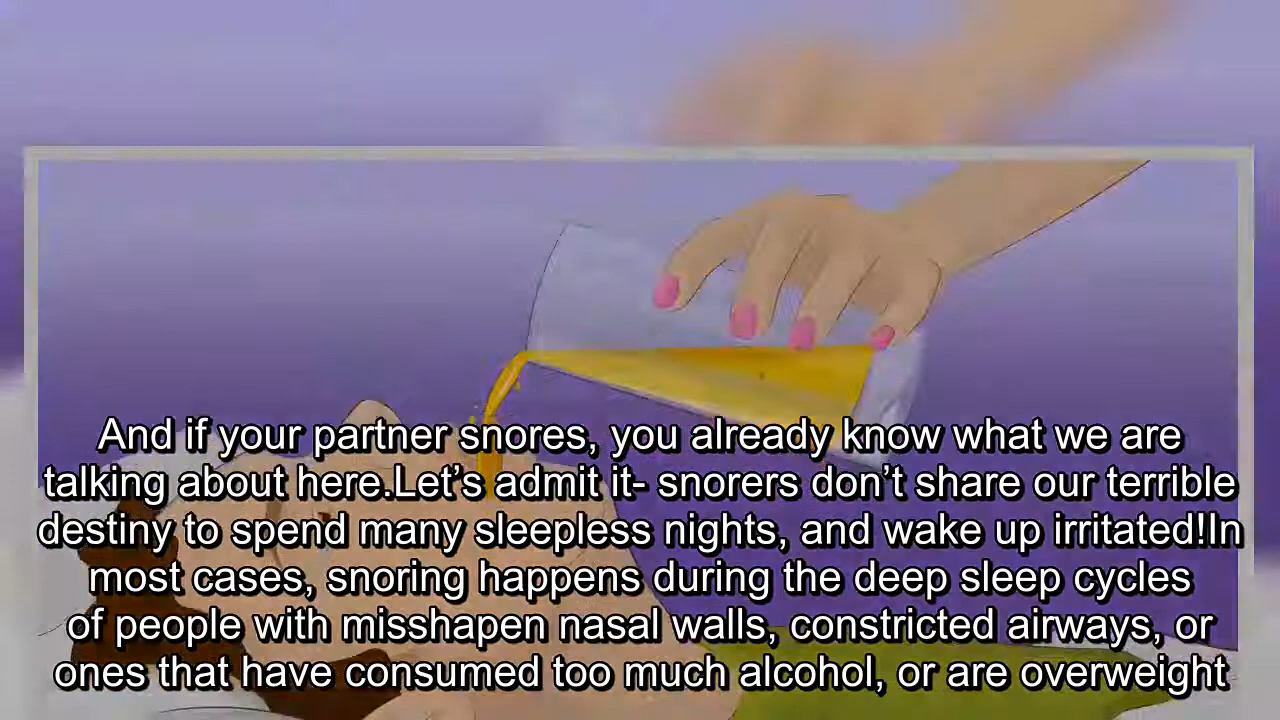 And if your partner snores, you already know what we are
talking about here.Let’s admit it- snorers don’t share our terrible
destiny to spend many sleepless nights, and wake up irritated!In
most cases, snoring happens during the deep sleep cycles
of people with misshapen nasal walls, constricted airways, or
ones that have consumed too much alcohol, or are overweight